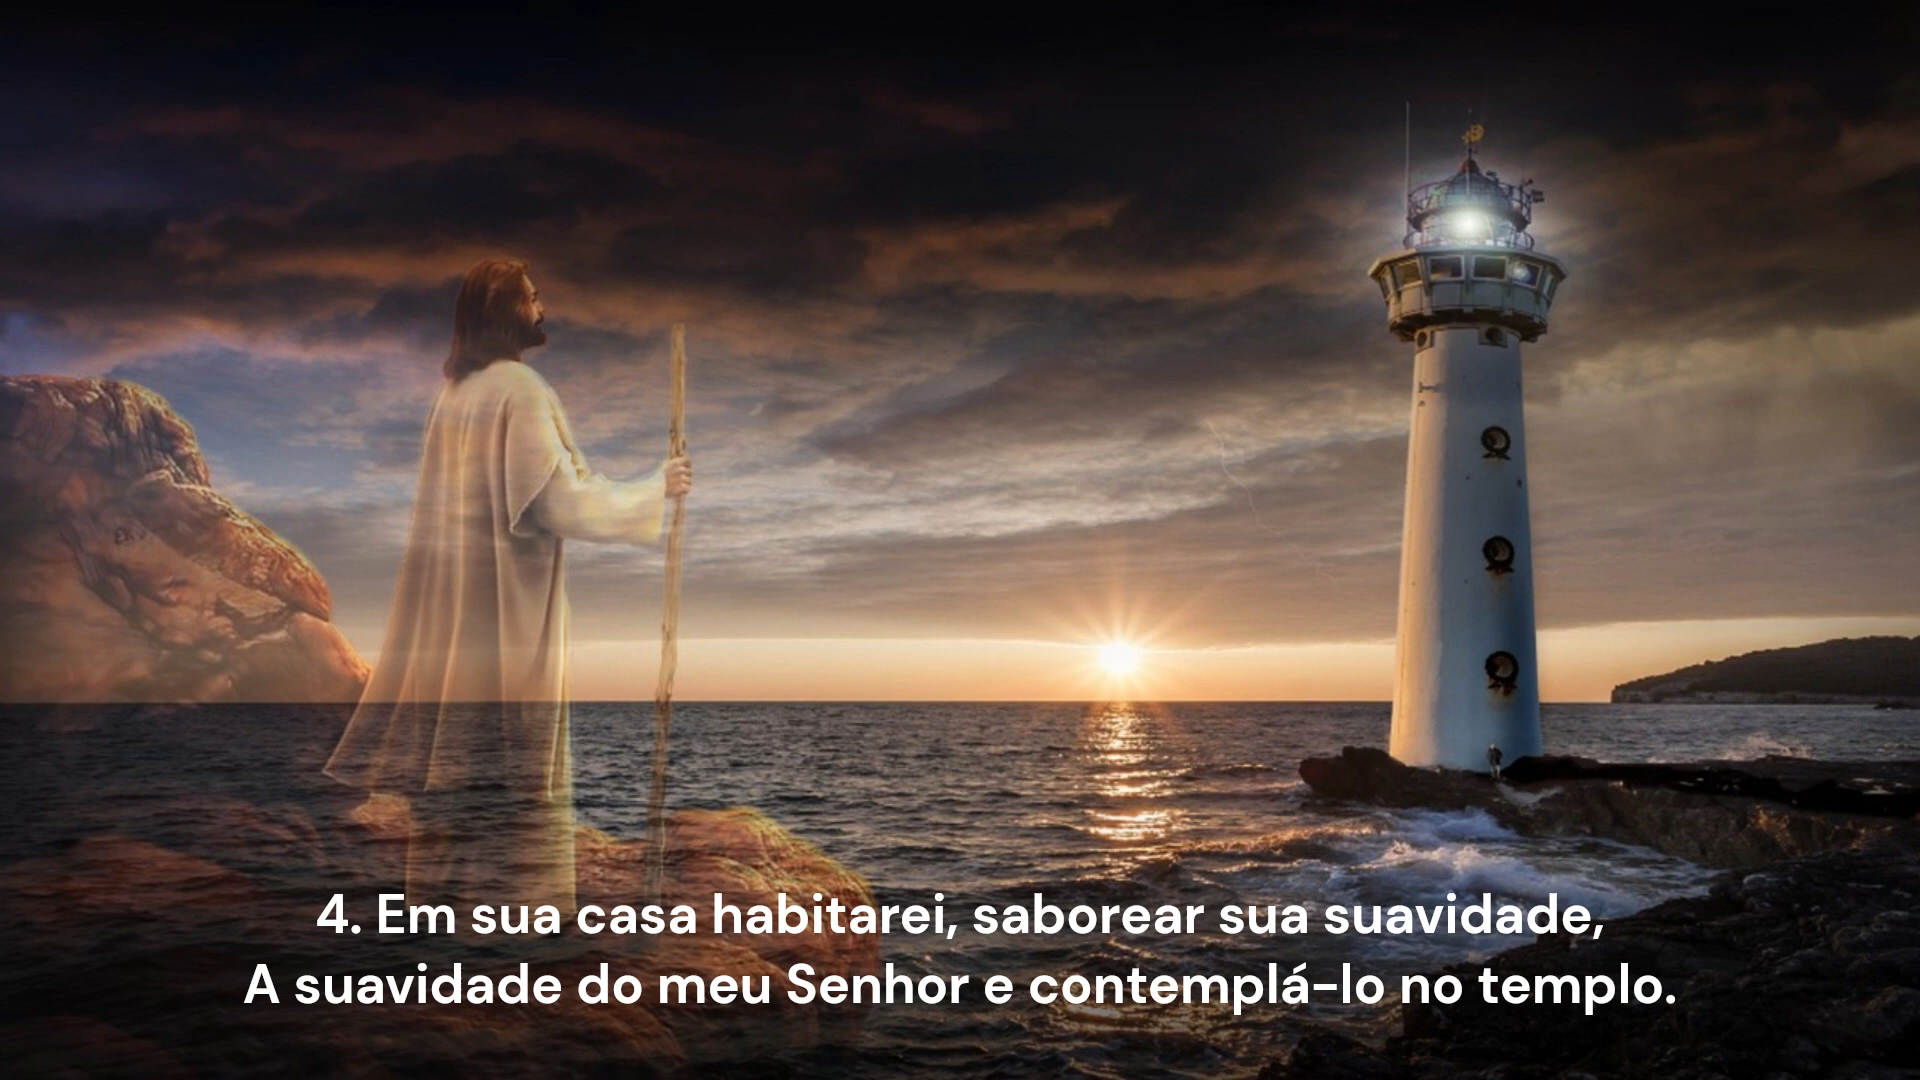 4. Em sua casa habitarei, saborear sua suavidade,
A suavidade do meu Senhor e contemplá-lo no templo.